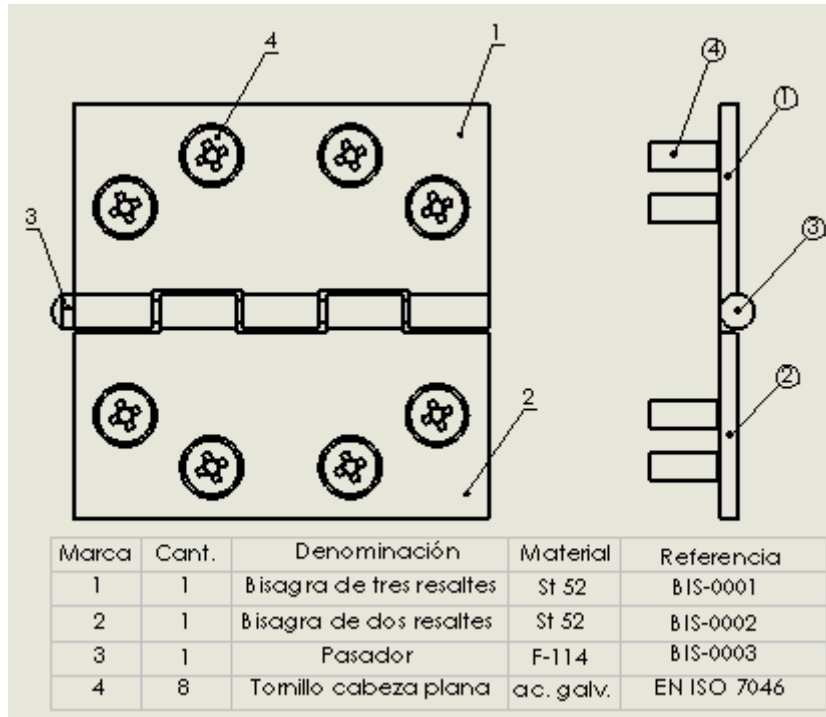 4
1
4
1
3
3
2
2
Marca Cant. Denominación Material Referencia
1 1 Bisagra de tres resaltes St 52 BIS-0001
2 1 Bisagra de dos resaltes St 52 BIS-0002
3 1 Pasador F-114 BIS-0003
4 8 Tornillo cabeza plana ac. galv. EN ISO 7046